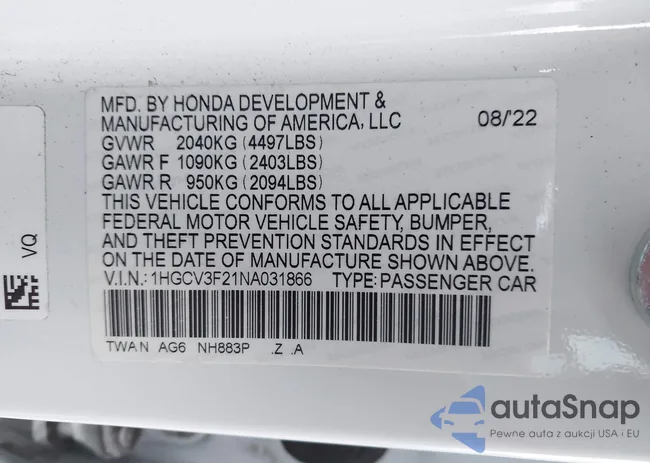 MFD. BY HONDA DEVELOPMENT &
MANUFACTURING OF AMERICA, LLC 08/'22
GVWR 2040KG (4497LBS)
GAWR F 1090KG (2403LBS)
GAWR R 950KG (2094LBS)
THIS VEHICLE CONFORMS TO ALL APPLICABLE
FEDERAL MOTOR VEHICLE SAFETY, BUMPER,
AND THEFT PREVENTION STANDARDS IN EFFECT
ON THE DATE OF MANUFACTURE SHOWN ABOVE.
V.I.N.: 1HGCV3F21NA031866 TYPE: PASSENGER CAR
TWAN AG6 NH883P .Z .A
VQ
autaSnap
Pewne auta z aukcji USA i EU